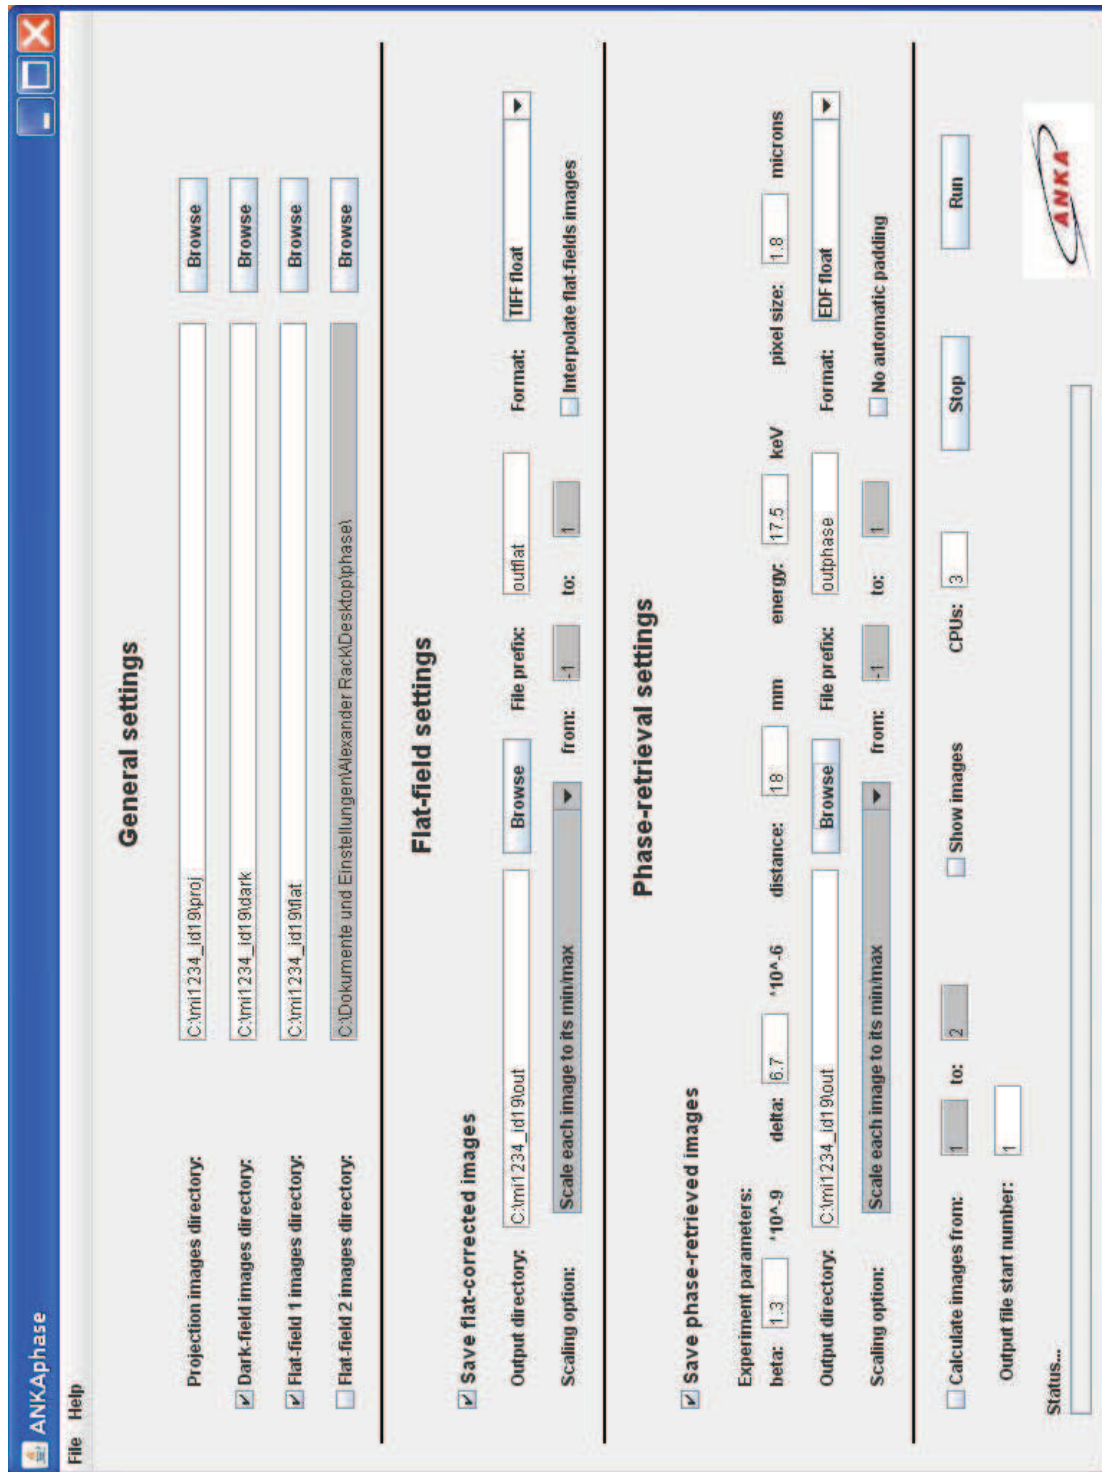 ANKAphase
File Help
General settings
Projection images directory: C:\mi1234_id19\proj Browse
Dark-field images directory: C:\mi1234_id19\dark Browse
Flat-field 1 images directory: C:\mi1234_id19\flat Browse
Flat-field 2 images directory: C:\Dokumente und Einstellungen\Alexander Rack\Desktop\phase\ Browse
Flat-field settings
Save flat-corrected images
Output directory: C:\mi1234_id19\out Browse File prefix: outflat Format: TIFF float
Scaling option: Scale each image to its min/max from: -1 to: 1 Interpolate flat-fields images
Phase-retrieval settings
Save phase-retrieved images
Experiment parameters:
beta: 1.3 *10^-9 delta: 6.7 *10^-6 distance: 18 mm energy: 17.5 keV pixel size: 1.8 microns
Output directory: C:\mi1234_id19\out Browse File prefix: outphase Format: EDF float
Scaling option: Scale each image to its min/max from: -1 to: 1 No automatic padding
Calculate images from: 1 to: 2 Show images CPUs: 3 Stop Run
Output file start number: 1
Status...
ANKA